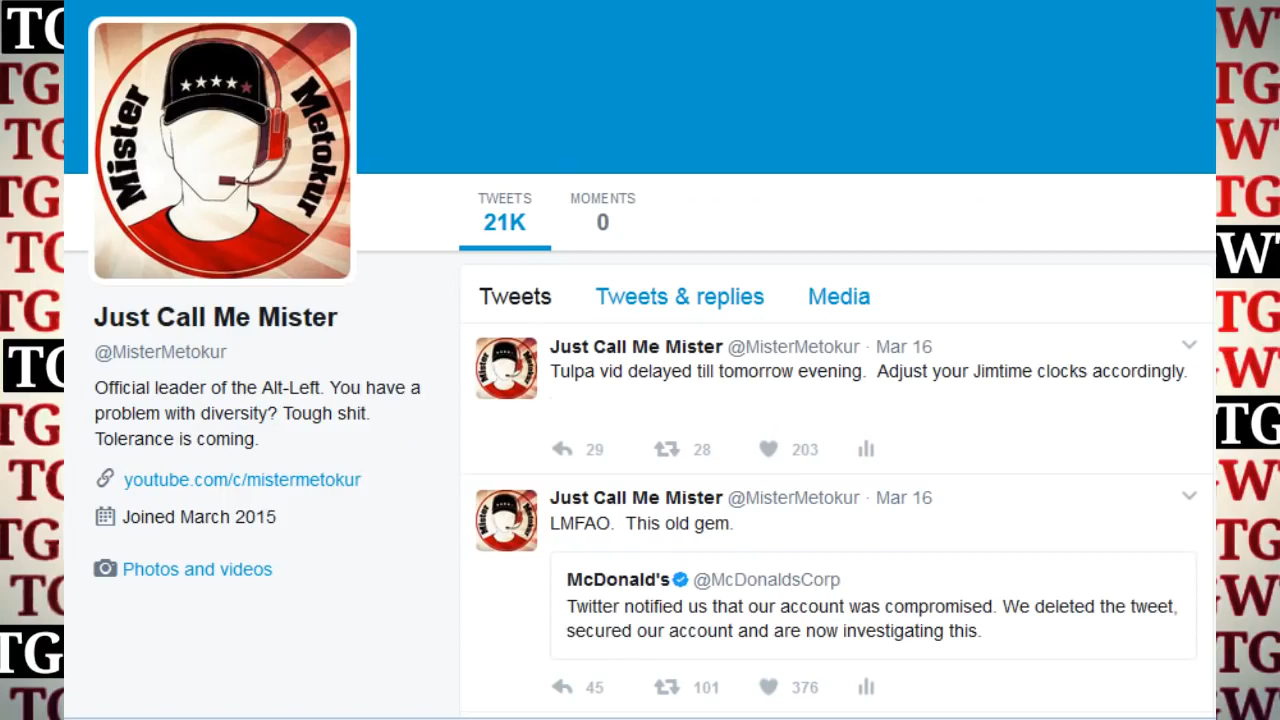 Mister Metokur
TWEETS MOMENTS
21K 0
Just Call Me Mister
@MisterMetokur
Official leader of the Alt-Left. You have a
problem with diversity? Tough shit.
Tolerance is coming.
youtube.com/c/mistermetokur
Joined March 2015
Photos and videos
Tweets Tweets & replies Media
Just Call Me Mister @MisterMetokur · Mar 16
Tulpa vid delayed till tomorrow evening. Adjust your Jimtime clocks accordingly.
29 28 203
Just Call Me Mister @MisterMetokur · Mar 16
LMFAO. This old gem.
McDonald's @McDonaldsCorp
Twitter notified us that our account was compromised. We deleted the tweet,
secured our account and are now investigating this.
45 101 376